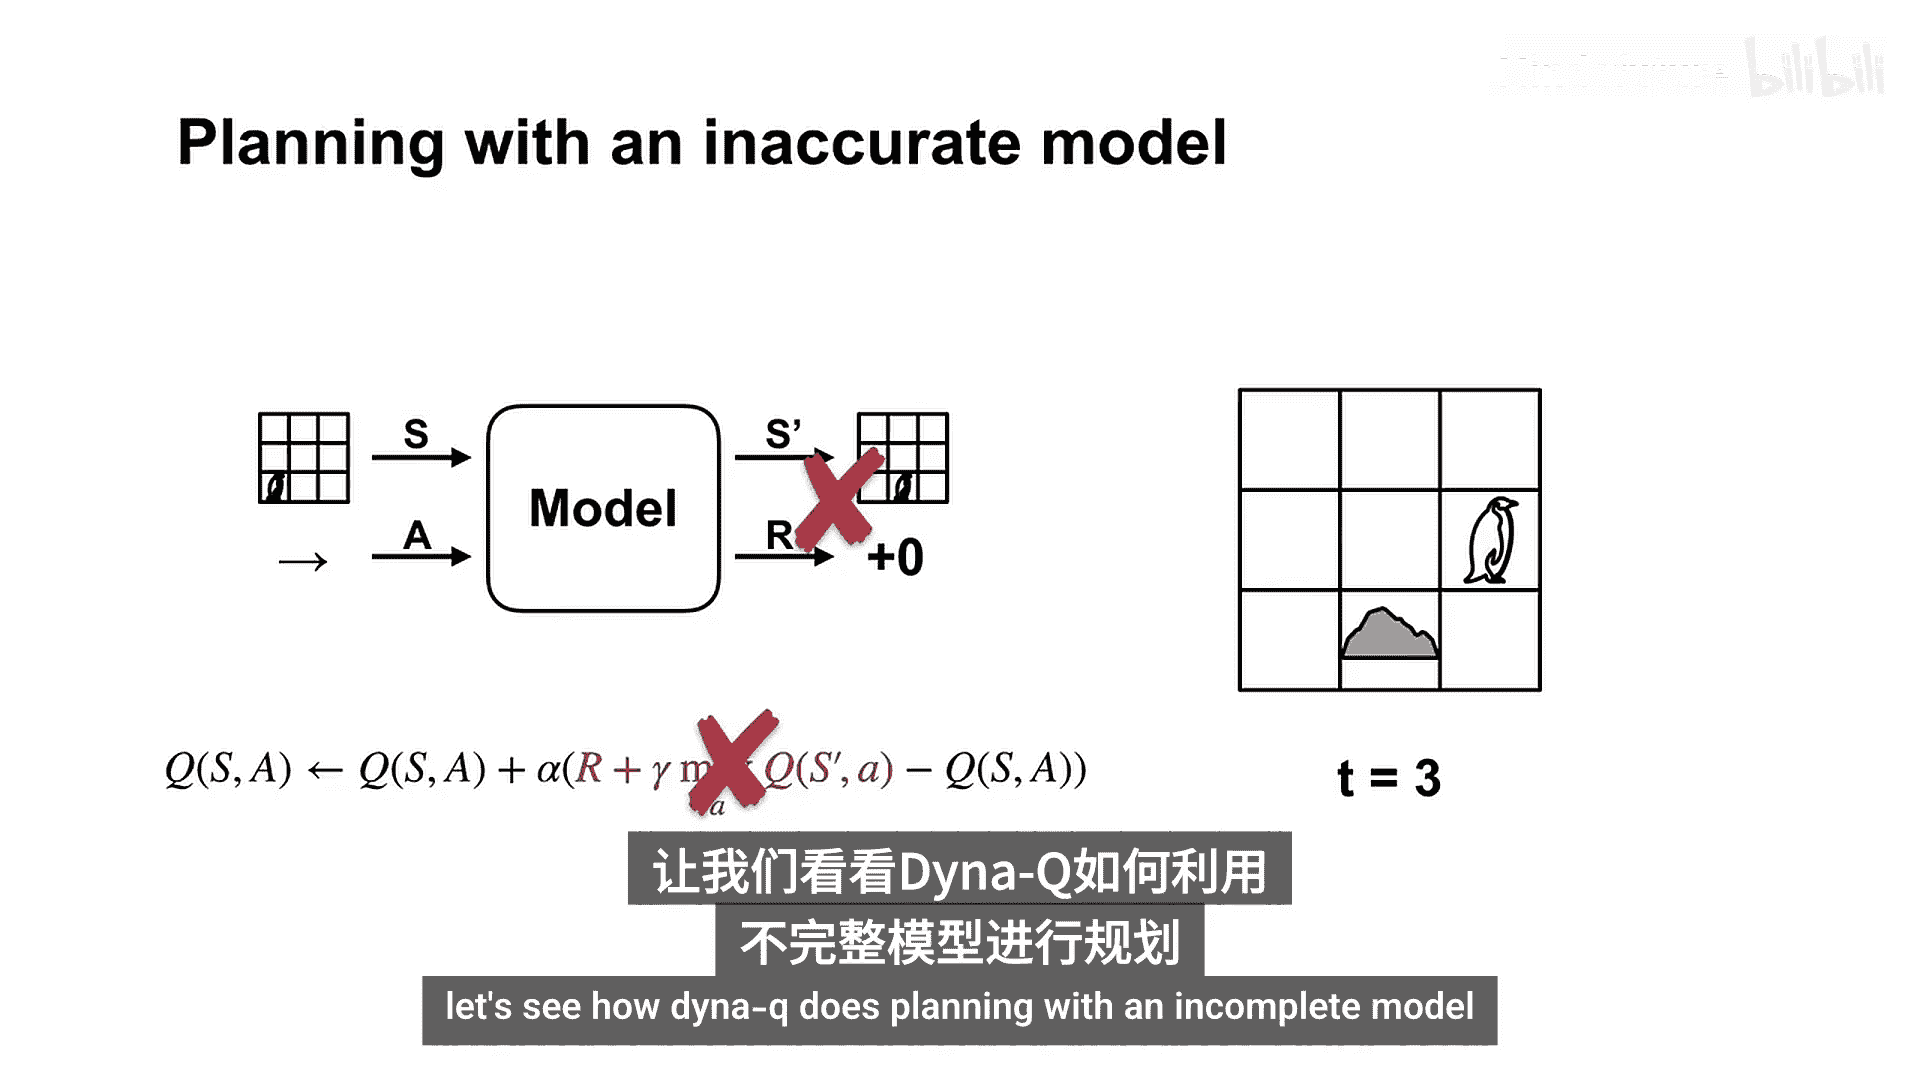 bilibili
Planning with an inaccurate model
S
S’
Model
A
R
+0
→
Q(S, A) ← Q(S, A) + α(R + γ Q(S′, a) − Q(S, A))
a
t = 3
让我们看看Dyna-Q如何利用
不完整模型进行规划
let's see how dyna-q does planning with an incomplete model